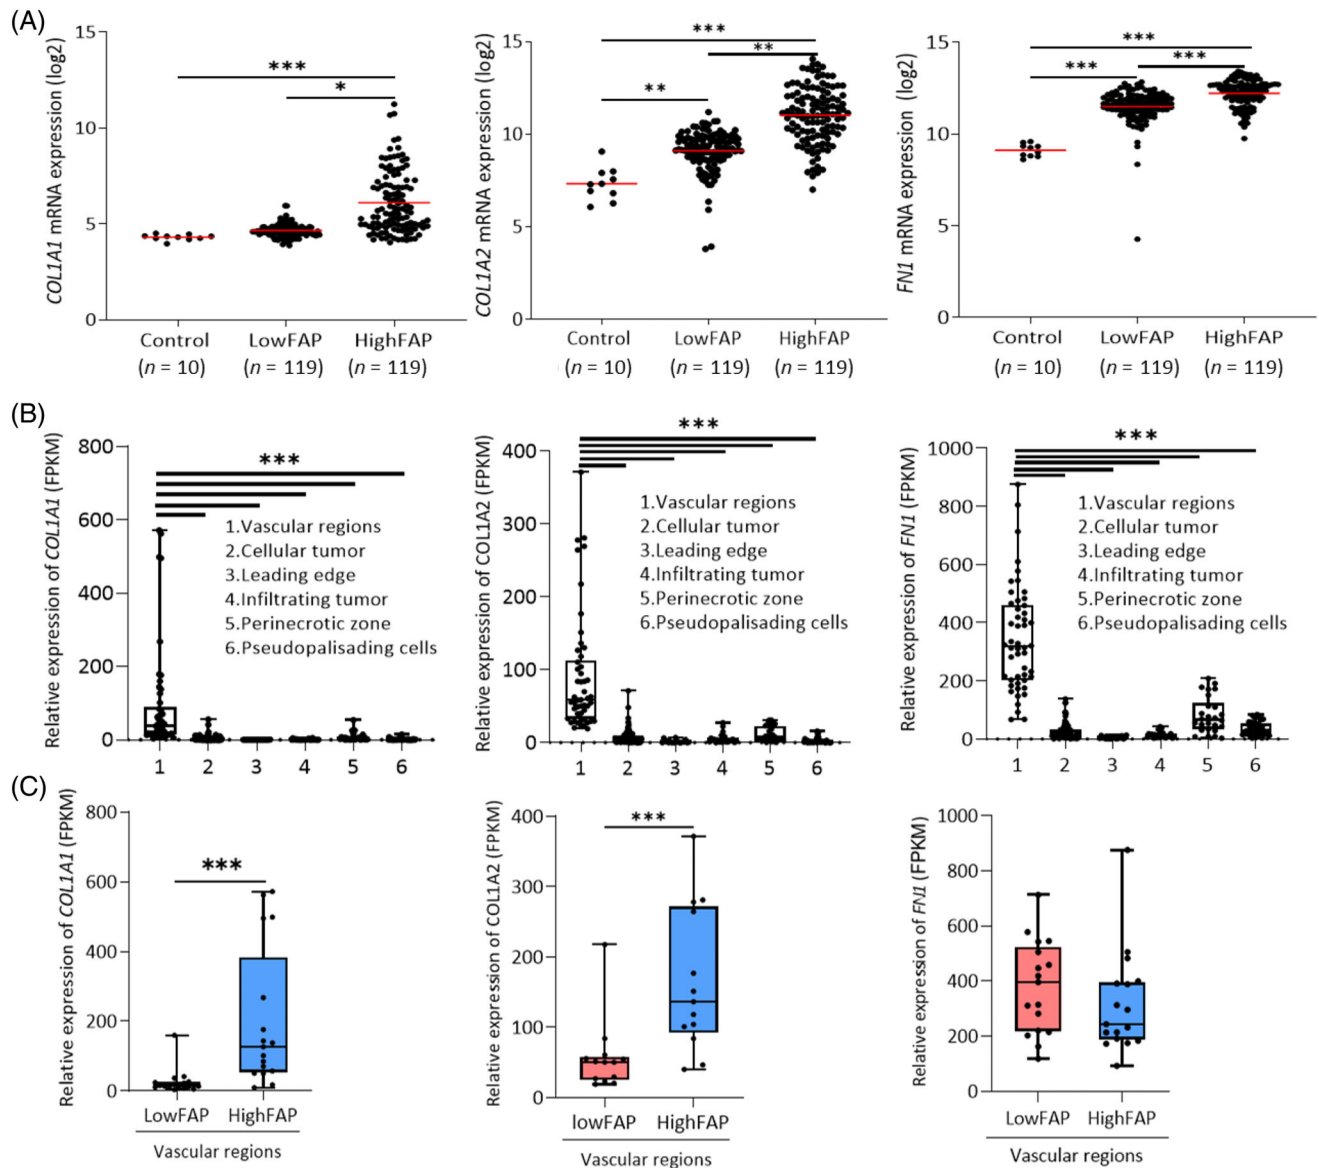 (A)
COL1A1 mRNA expression (log2)
15
10
5
0
***
*
Control
LowFAP
HighFAP
(n = 10)
(n = 119)
(n = 119)
COL1A2 mRNA expression (log2)
15
10
5
0
***
**
**
Control
LowFAP
HighFAP
(n = 10)
(n = 119)
(n = 119)
FN1 mRNA expression (log2)
15
10
5
0
***
***
***
Control
LowFAP
HighFAP
(n = 10)
(n = 119)
(n = 119)
(B)
Relative expression of COL1A1 (FPKM)
800
600
400
200
0
***
1.Vascular regions
2.Cellular tumor
3.Leading edge
4.Infiltrating tumor
5.Perinecrotic zone
6.Pseudopalisading cells
1 2 3 4 5 6
Relative expression of COL1A2 (FPKM)
400
300
200
100
0
***
1.Vascular regions
2.Cellular tumor
3.Leading edge
4.Infiltrating tumor
5.Perinecrotic zone
6.Pseudopalisading cells
1 2 3 4 5 6
Relative expression of FN1 (FPKM)
1000
800
600
400
200
0
***
1.Vascular regions
2.Cellular tumor
3.Leading edge
4.Infiltrating tumor
5.Perinecrotic zone
6.Pseudopalisading cells
1 2 3 4 5 6
(C)
Relative expression of COL1A1 (FPKM)
800
600
400
200
0
***
LowFAP HighFAP
Vascular regions
Relative expression of COL1A2 (FPKM)
400
300
200
100
0
***
lowFAP HighFAP
Vascular regions
Relative expression of FN1 (FPKM)
1000
800
600
400
200
0
LowFAP HighFAP
Vascular regions